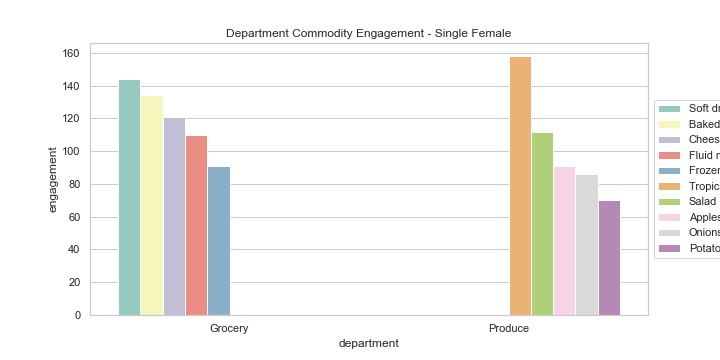 Department Commodity Engagement - Single Female
160
140
120
100
80
60
40
20
0
engagement
Grocery
Produce
department
Soft dr
Baked
Chees
Fluid m
Frozen
Tropic
Salad
Apples
Onions
Potato